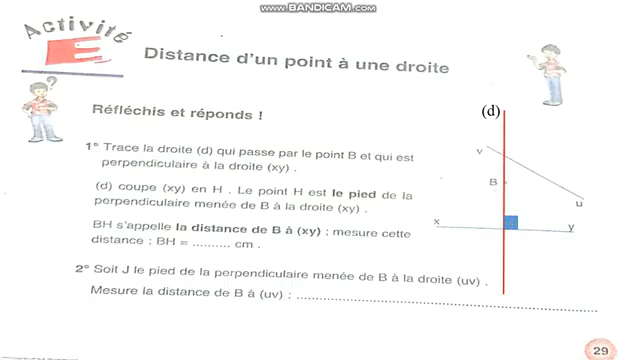 www.BANDICAM.com
Activité
E
Distance d'un point à une droite
Réfléchis et réponds !
(d)
1° Trace la droite (d) qui passe par le point B et qui est
perpendiculaire à la droite (xy) .
(d) coupe (xy) en H . Le point H est le pied de la
perpendiculaire menée de B à la droite (xy) .
BH s'appelle la distance de B à (xy) ; mesure cette
distance : BH = .......... cm .
v
B
u
x
y
2° Soit J le pied de la perpendiculaire menée de B à la droite (uv) .
Mesure la distance de B à (uv) : ................................................................
29